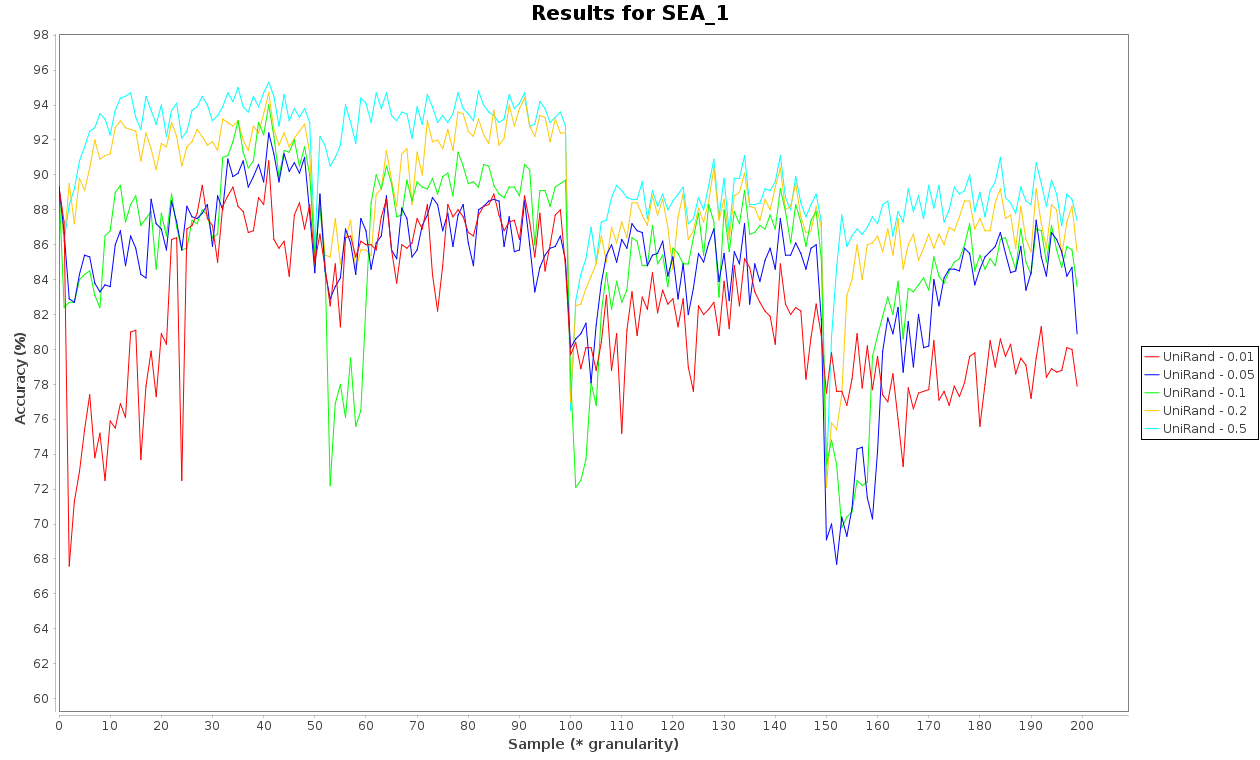 Results for SEA_1
98
96
94
92
90
88
86
84
82
80
78
76
74
72
70
68
66
64
62
60
Accuracy (%)
0 10 20 30 40 50 60 70 80 90 100 110 120 130 140 150 160 170 180 190 200
Sample (* granularity)
UniRand - 0.01
UniRand - 0.05
UniRand - 0.1
UniRand - 0.2
UniRand - 0.5